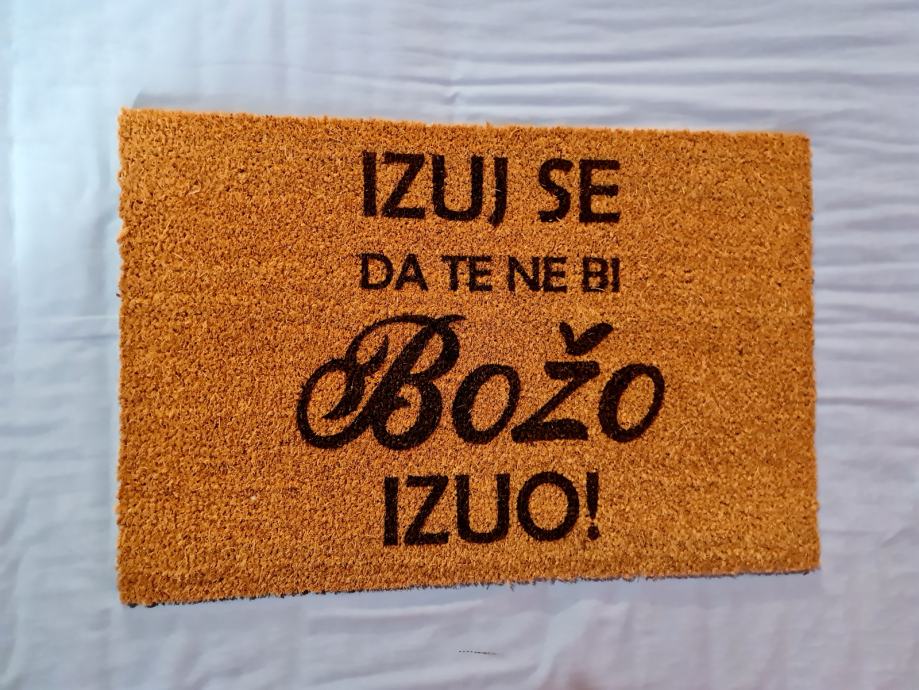 IZUJ SE
DA TE NE BI
Božo
IZUO!